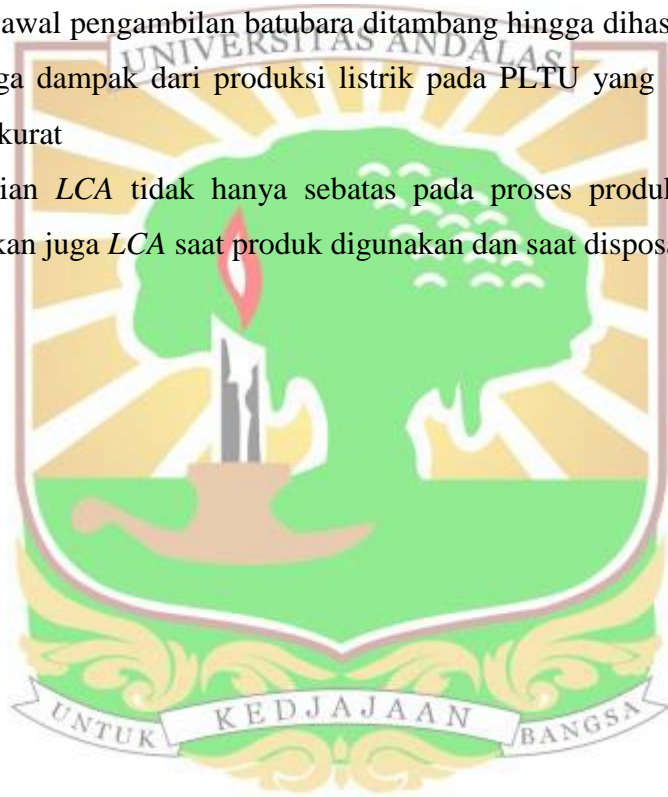 awal pengambilan batubara ditambang hingga dihas
ga dampak dari produksi listrik pada PLTU yang
kurat
ian LCA tidak hanya sebatas pada proses produk
kan juga LCA saat produk digunakan dan saat dispos
UNIVERSITAS ANDALAS
UNTUK KEDJAJAAN BANGSA